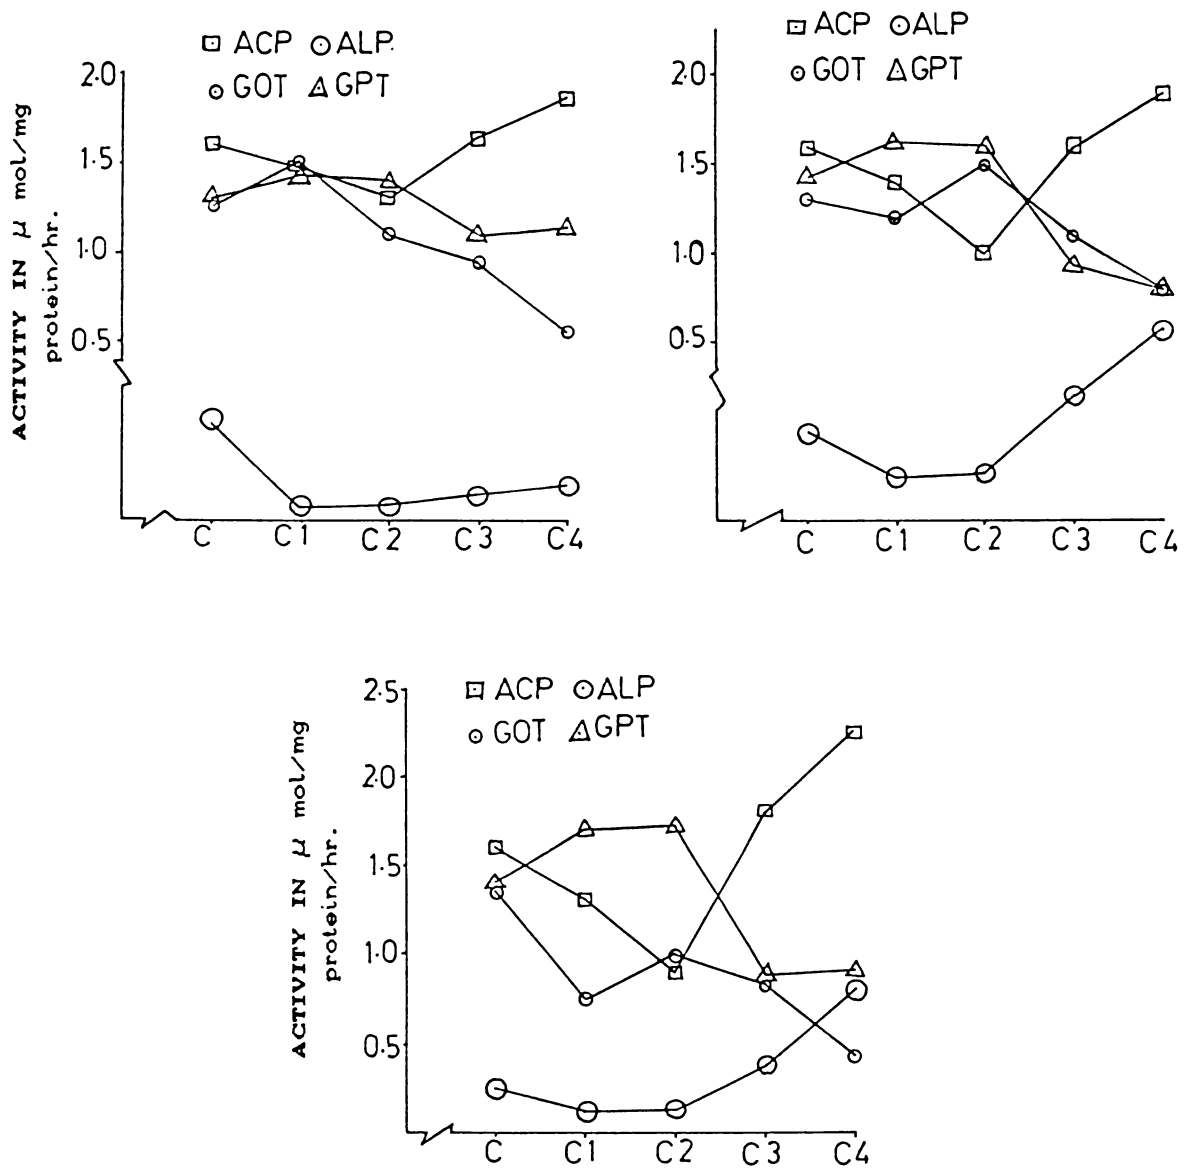 ACP ALP
GOT GPT
ACTIVITY IN μ mol/mg
protein/hr.
2.0
1.5
1.0
0.5
C C1 C2 C3 C4
ACP ALP
GOT GPT
2.0
1.5
1.0
0.5
C C1 C2 C3 C4
ACP ALP
GOT GPT
ACTIVITY IN μ mol/mg
protein/hr.
2.5
2.0
1.5
1.0
0.5
C C1 C2 C3 C4